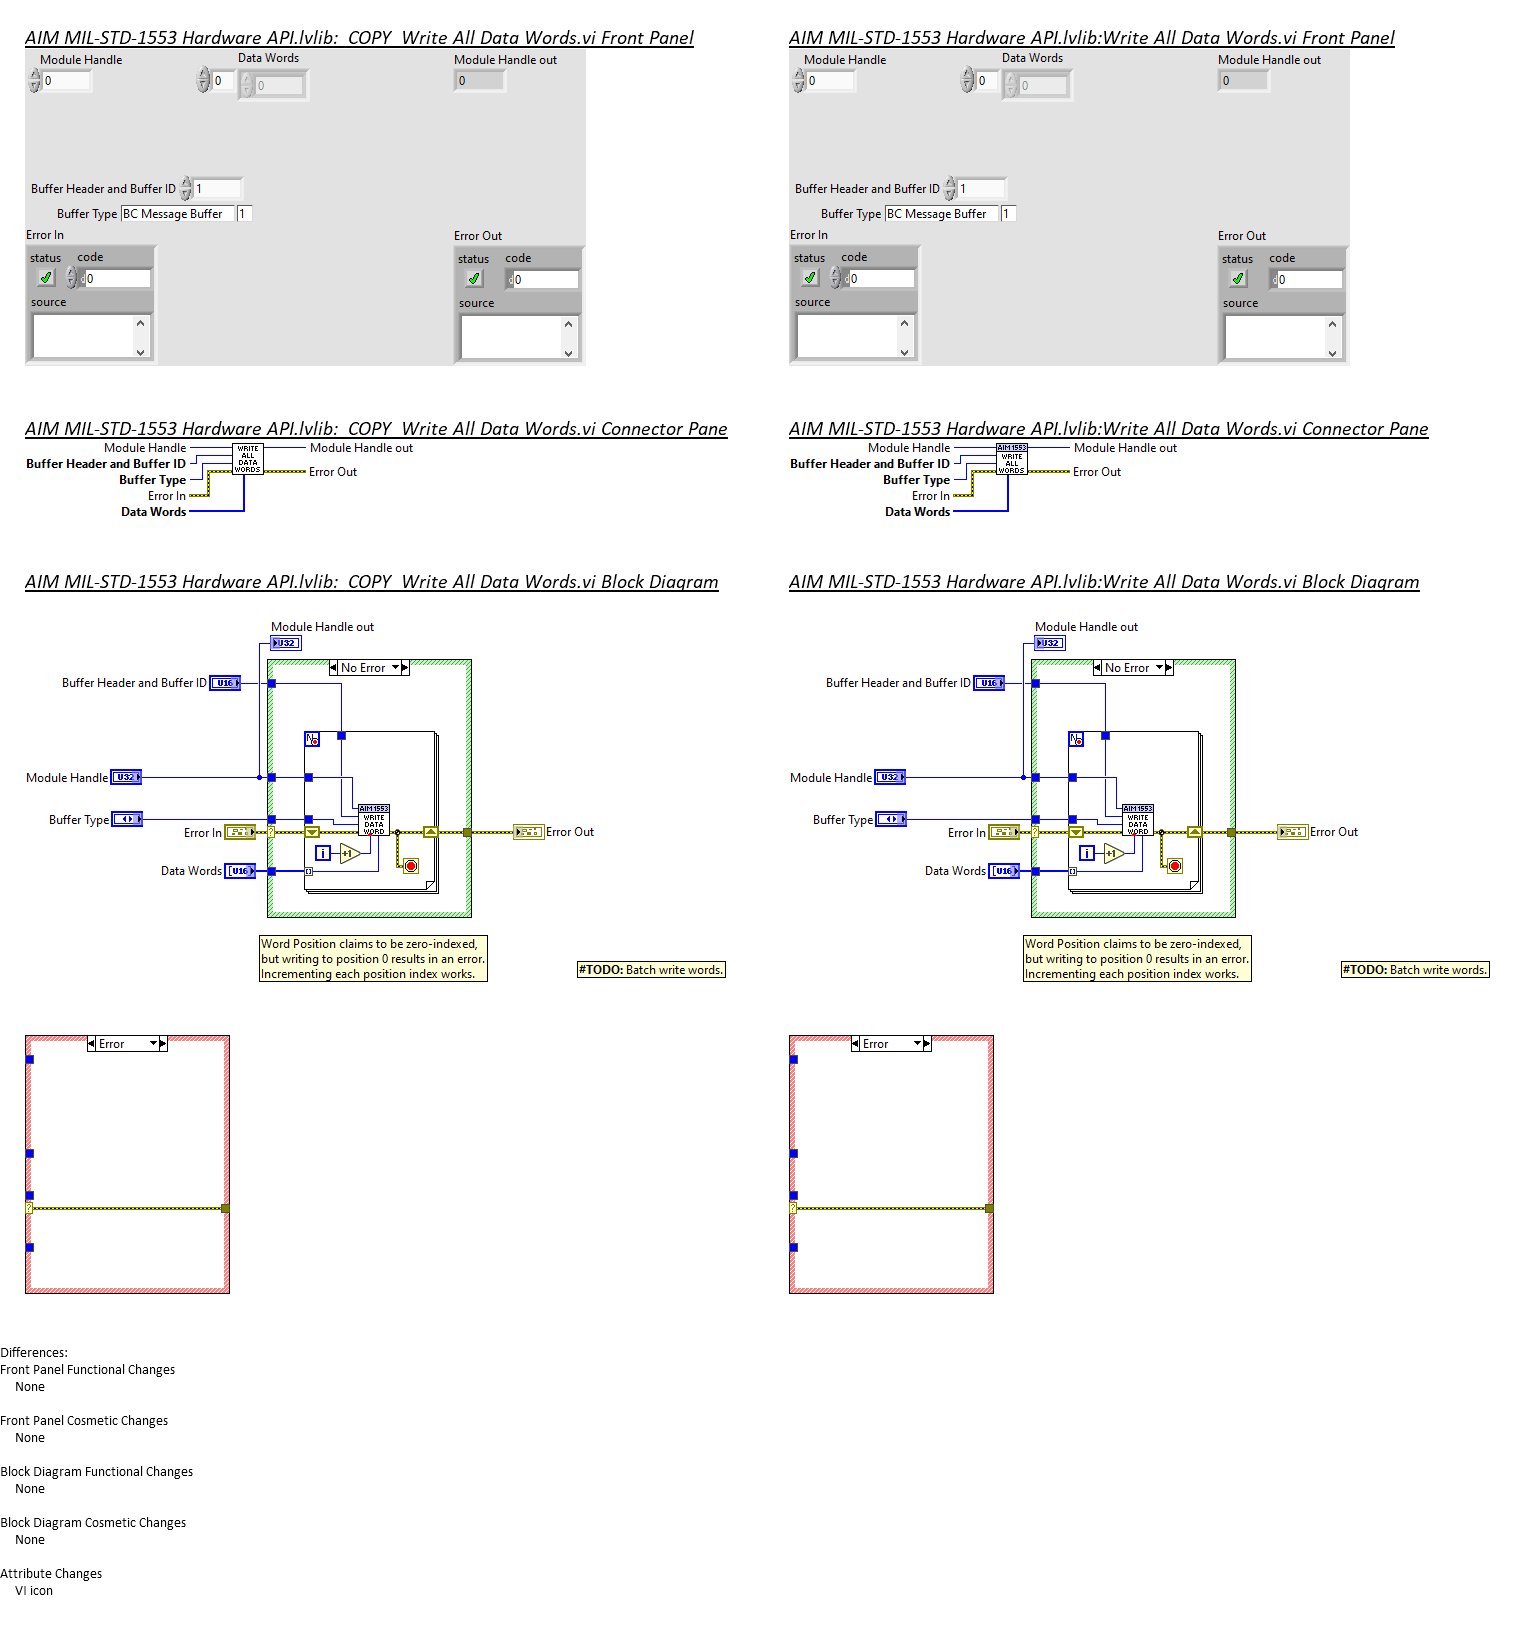 AIM MIL-STD-1553 Hardware API.lvlib:  COPY  Write All Data Words.vi Front Panel
Module Handle
0
Data Words
0
0
Module Handle out
0
Buffer Header and Buffer ID
1
Buffer Type
BC Message Buffer
1
Error In
status
code
0
source
Error Out
status
code
d0
source
AIM MIL-STD-1553 Hardware API.lvlib:Write All Data Words.vi Front Panel
Module Handle
0
Data Words
0
0
Module Handle out
0
Buffer Header and Buffer ID
1
Buffer Type
BC Message Buffer
1
Error In
status
code
0
source
Error Out
status
code
d0
source
AIM MIL-STD-1553 Hardware API.lvlib:  COPY  Write All Data Words.vi Connector Pane
Module Handle
Buffer Header and Buffer ID
Buffer Type
Error In
Data Words
WRITE
ALL
DATA
WORDS
Module Handle out
Error Out
AIM MIL-STD-1553 Hardware API.lvlib:Write All Data Words.vi Connector Pane
Module Handle
Buffer Header and Buffer ID
Buffer Type
Error In
Data Words
AIM1553
WRITE
ALL
WORDS
Module Handle out
Error Out
AIM MIL-STD-1553 Hardware API.lvlib:  COPY  Write All Data Words.vi Block Diagram
Module Handle out
U32
No Error
Buffer Header and Buffer ID
U16
N
Module Handle
U32
Buffer Type
AIM1553
WRITE
DATA
WORD
Error In
?
Error Out
i
+1
Data Words
[U16]
[]
Word Position claims to be zero-indexed,
but writing to position 0 results in an error.
Incrementing each position index works.
#TODO: Batch write words.
Error
?
AIM MIL-STD-1553 Hardware API.lvlib:Write All Data Words.vi Block Diagram
Module Handle out
U32
No Error
Buffer Header and Buffer ID
U16
N
Module Handle
U32
Buffer Type
AIM1553
WRITE
DATA
WORD
Error In
?
Error Out
i
+1
Data Words
[U16]
[]
Word Position claims to be zero-indexed,
but writing to position 0 results in an error.
Incrementing each position index works.
#TODO: Batch write words.
Error
?
Differences:
Front Panel Functional Changes
None
Front Panel Cosmetic Changes
None
Block Diagram Functional Changes
None
Block Diagram Cosmetic Changes
None
Attribute Changes
VI icon